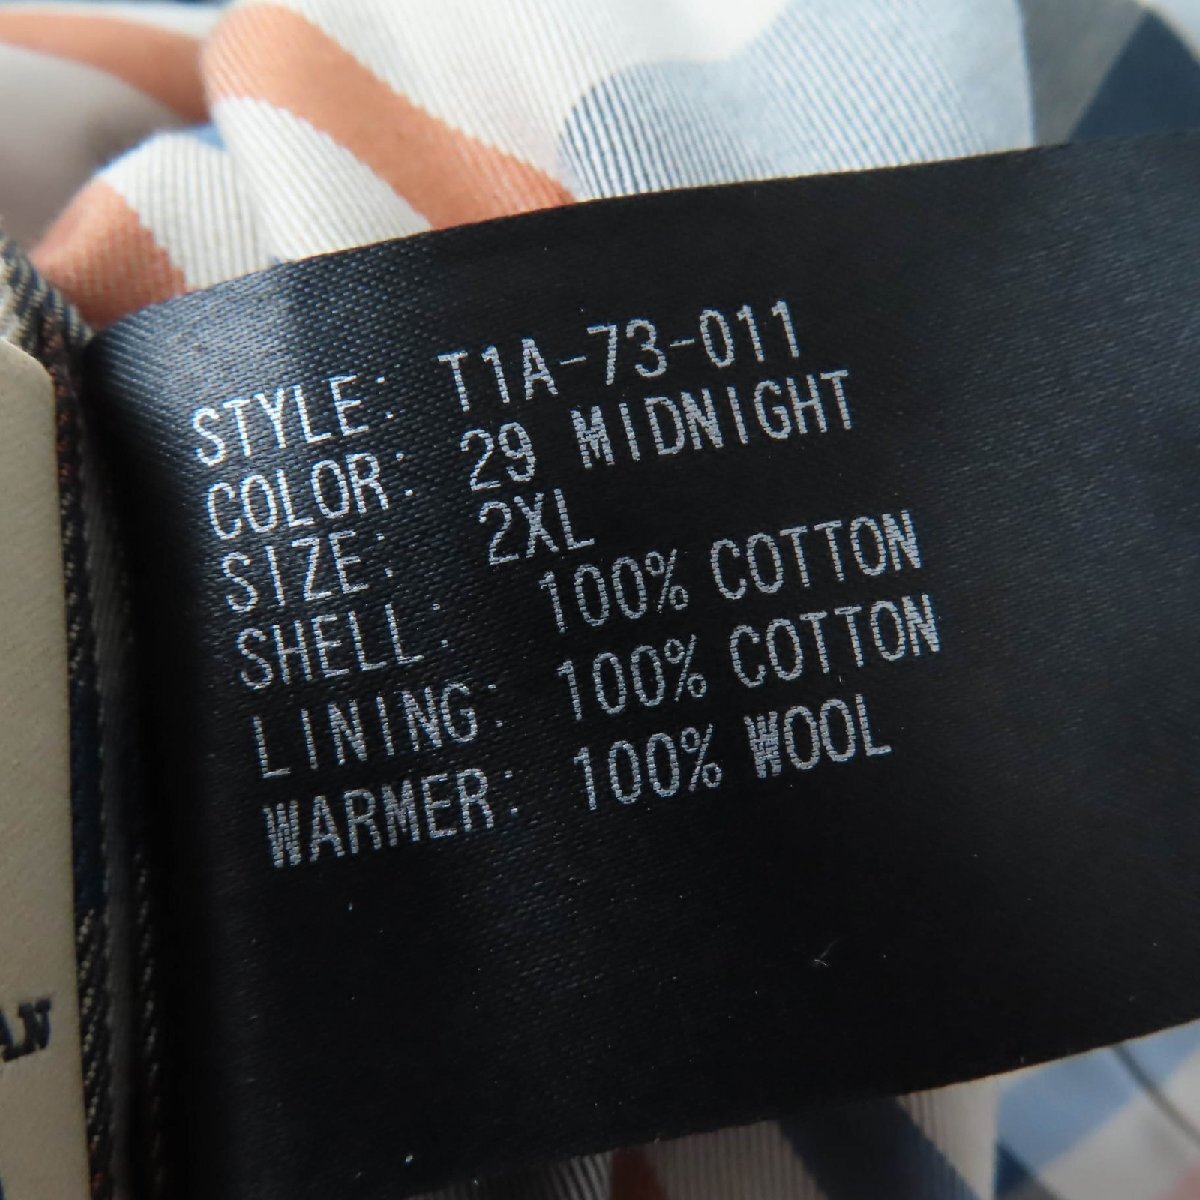 STYLE: T1A-73-011
COLOR: 29 MIDNIGHT
SIZE: 2XL
SHELL: 100% COTTON
LINING: 100% COTTON
WARMER: 100% WOOL